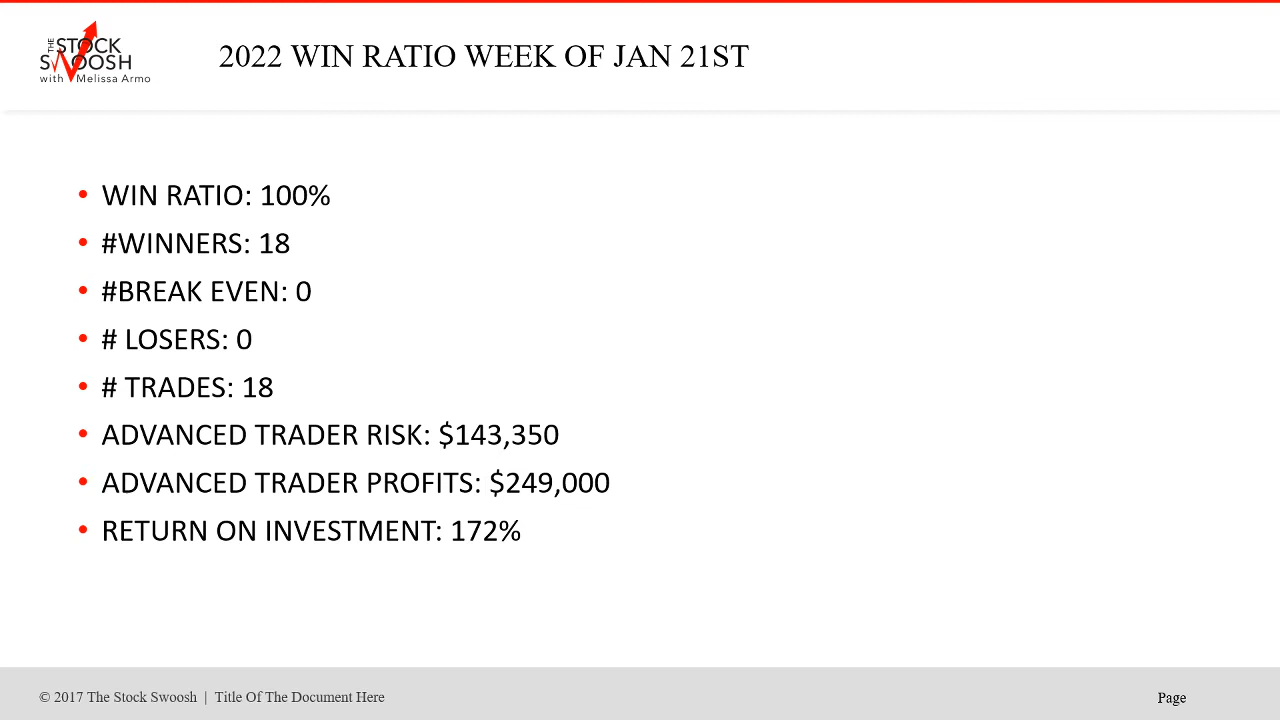 THE
STOCK
SWOOSH
with Melissa Armo
2022 WIN RATIO WEEK OF JAN 21ST
• WIN RATIO: 100%
• #WINNERS: 18
• #BREAK EVEN: 0
• # LOSERS: 0
• # TRADES: 18
• ADVANCED TRADER RISK: $143,350
• ADVANCED TRADER PROFITS: $249,000
• RETURN ON INVESTMENT: 172%
© 2017 The Stock Swoosh | Title Of The Document Here
Page